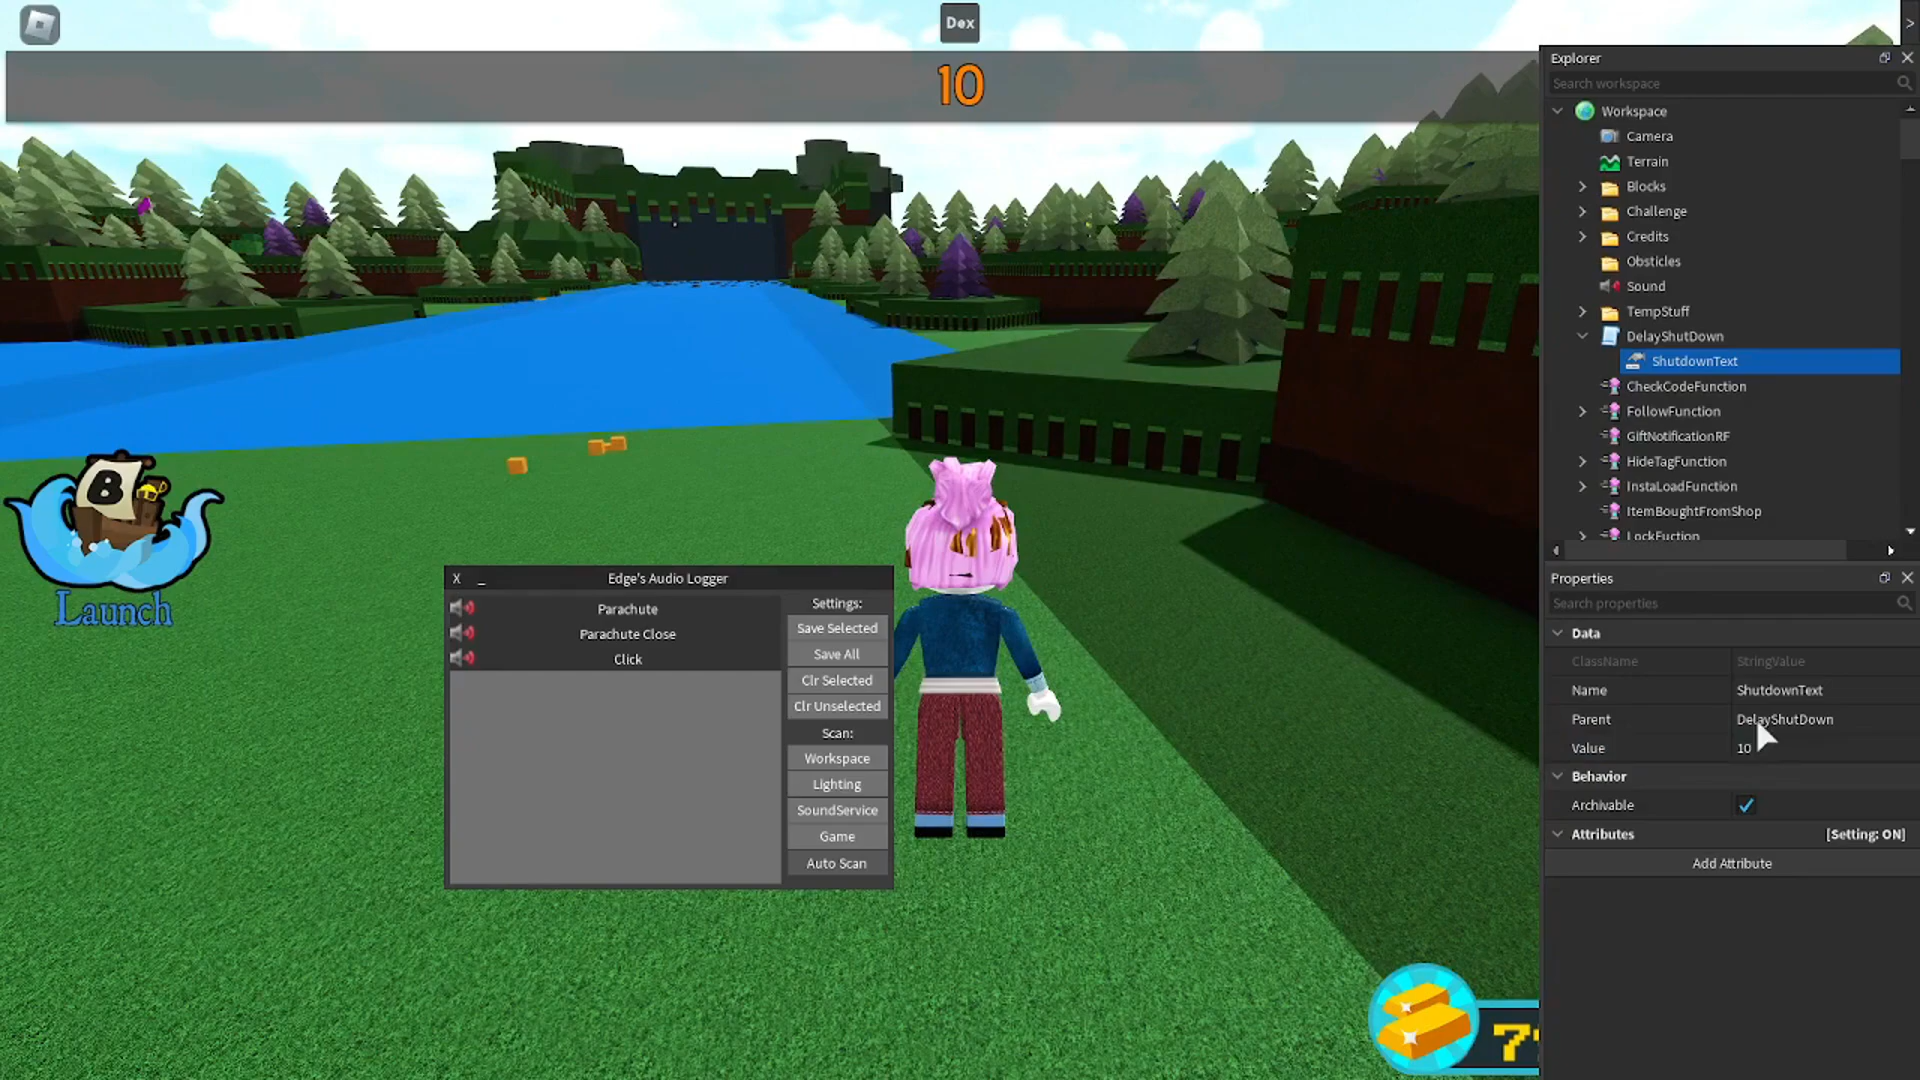 Dex
>
10
Explorer
Search workspace
Workspace
Camera
Terrain
Blocks
Challenge
Credits
Obsticles
Sound
TempStuff
DelayShutDown
ShutdownText
CheckCodeFunction
FollowFunction
GiftNotificationRF
HideTagFunction
InstaLoadFunction
ItemBoughtFromShop
LockFuction
B
Launch
X _ Edge's Audio Logger
Parachute
Parachute Close
Click
Settings:
Save Selected
Save All
Clr Selected
Clr Unselected
Scan:
Workspace
Lighting
SoundService
Game
Auto Scan
Properties
Search properties
Data
ClassName StringValue
Name ShutdownText
Parent DelayShutDown
Value 10
Behavior
Archivable
Attributes [Setting: ON]
Add Attribute